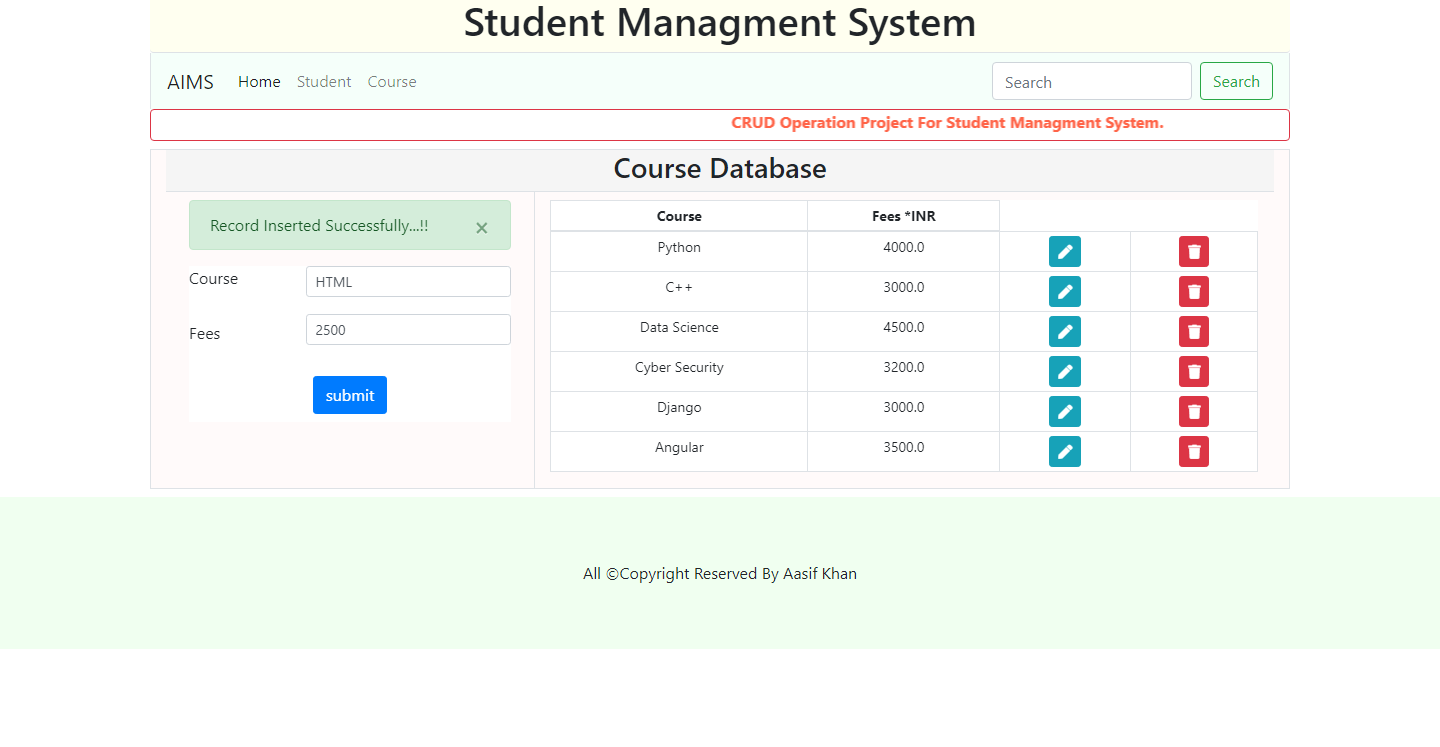 Student Managment System
AIMS Home Student Course Search Search
CRUD Operation Project For Student Managment System.
Course Database
Record Inserted Successfully...!! ×
Course HTML
Fees 2500
submit
Course Fees *INR
Python 4000.0
C++ 3000.0
Data Science 4500.0
Cyber Security 3200.0
Django 3000.0
Angular 3500.0
All ©Copyright Reserved By Aasif Khan